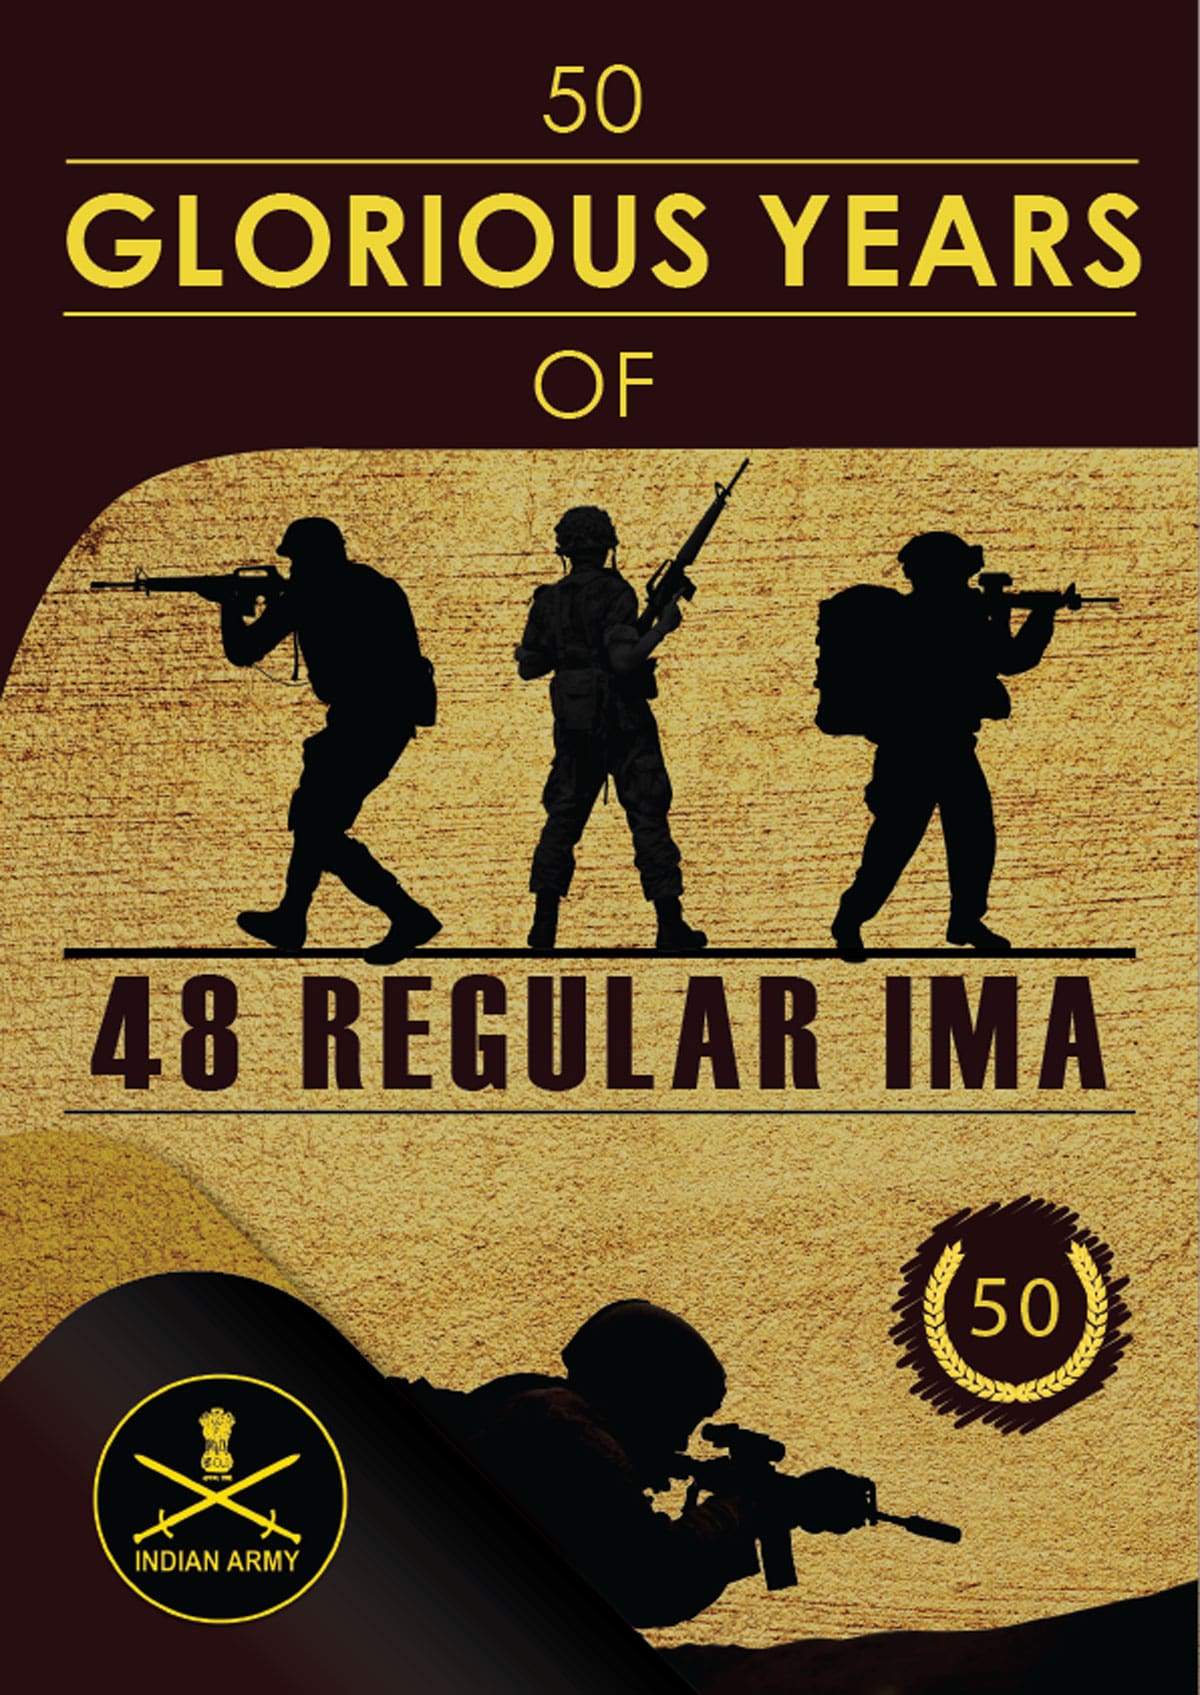 50
GLORIOUS YEARS
OF
48 REGULAR IMA
50
INDIAN ARMY